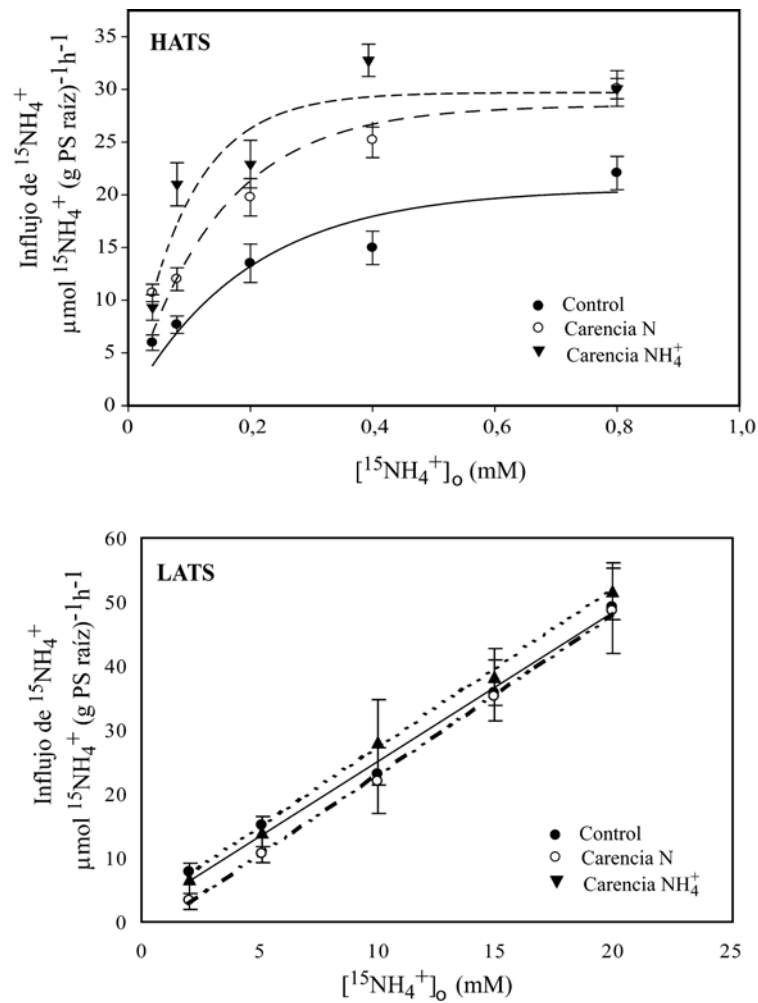 HATS
Influjo de ¹⁵NH₄⁺
µmol ¹⁵NH₄⁺ (g PS raíz)⁻¹h⁻¹
35
30
25
20
15
10
5
0
Control
Carencia N
Carencia NH₄⁺
0 0,2 0,4 0,6 0,8 1,0
[¹⁵NH₄⁺]ₒ (mM)
LATS
Influjo de ¹⁵NH₄⁺
µmol ¹⁵NH₄⁺ (g PS raíz)⁻¹h⁻¹
60
50
40
30
20
10
0
Control
Carencia N
Carencia NH₄⁺
0 5 10 15 20 25
[¹⁵NH₄⁺]ₒ (mM)